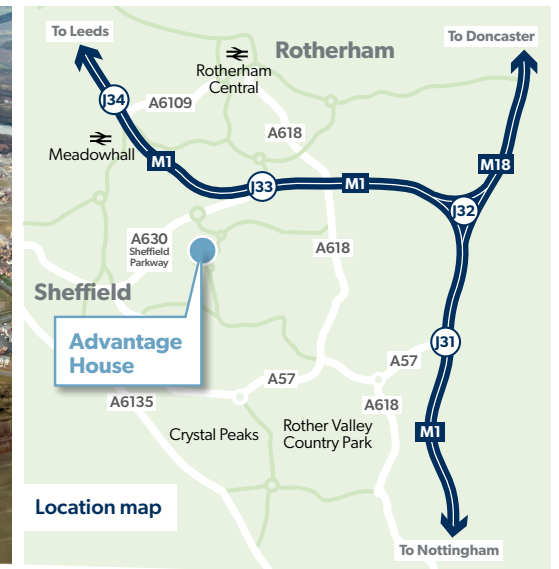 To Leeds
To Doncaster
Rotherham
Rotherham
Central
J34
A6109
A618
Meadowhall
M1
M18
J33
M1
J32
A630
Sheffield
Parkway
A618
Sheffield
Advantage
House
J31
A57
A57
A6135
A618
Crystal Peaks
Rother Valley
Country Park
M1
Location map
To Nottingham